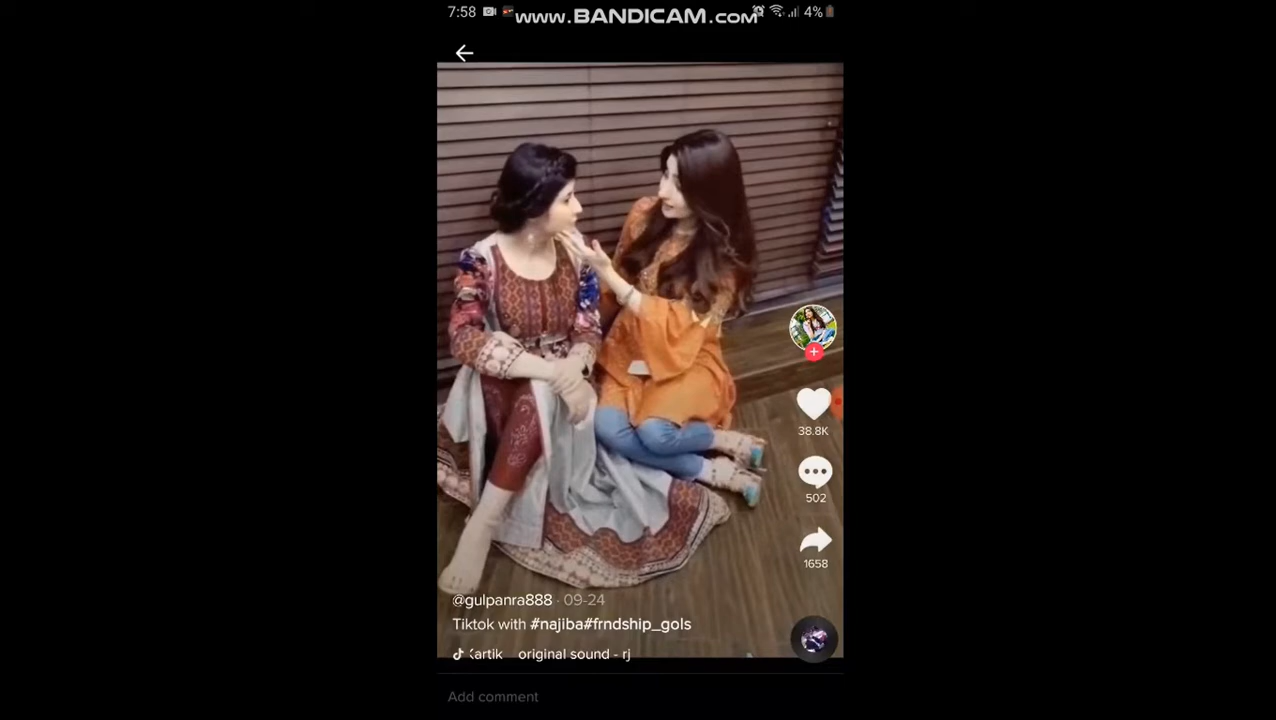 7:58
www.BANDICAM.com
4%
38.8K
502
1658
@gulpanra888 · 09-24
Tiktok with #najiba#frndship_gols
Kartik original sound - rj
Add comment